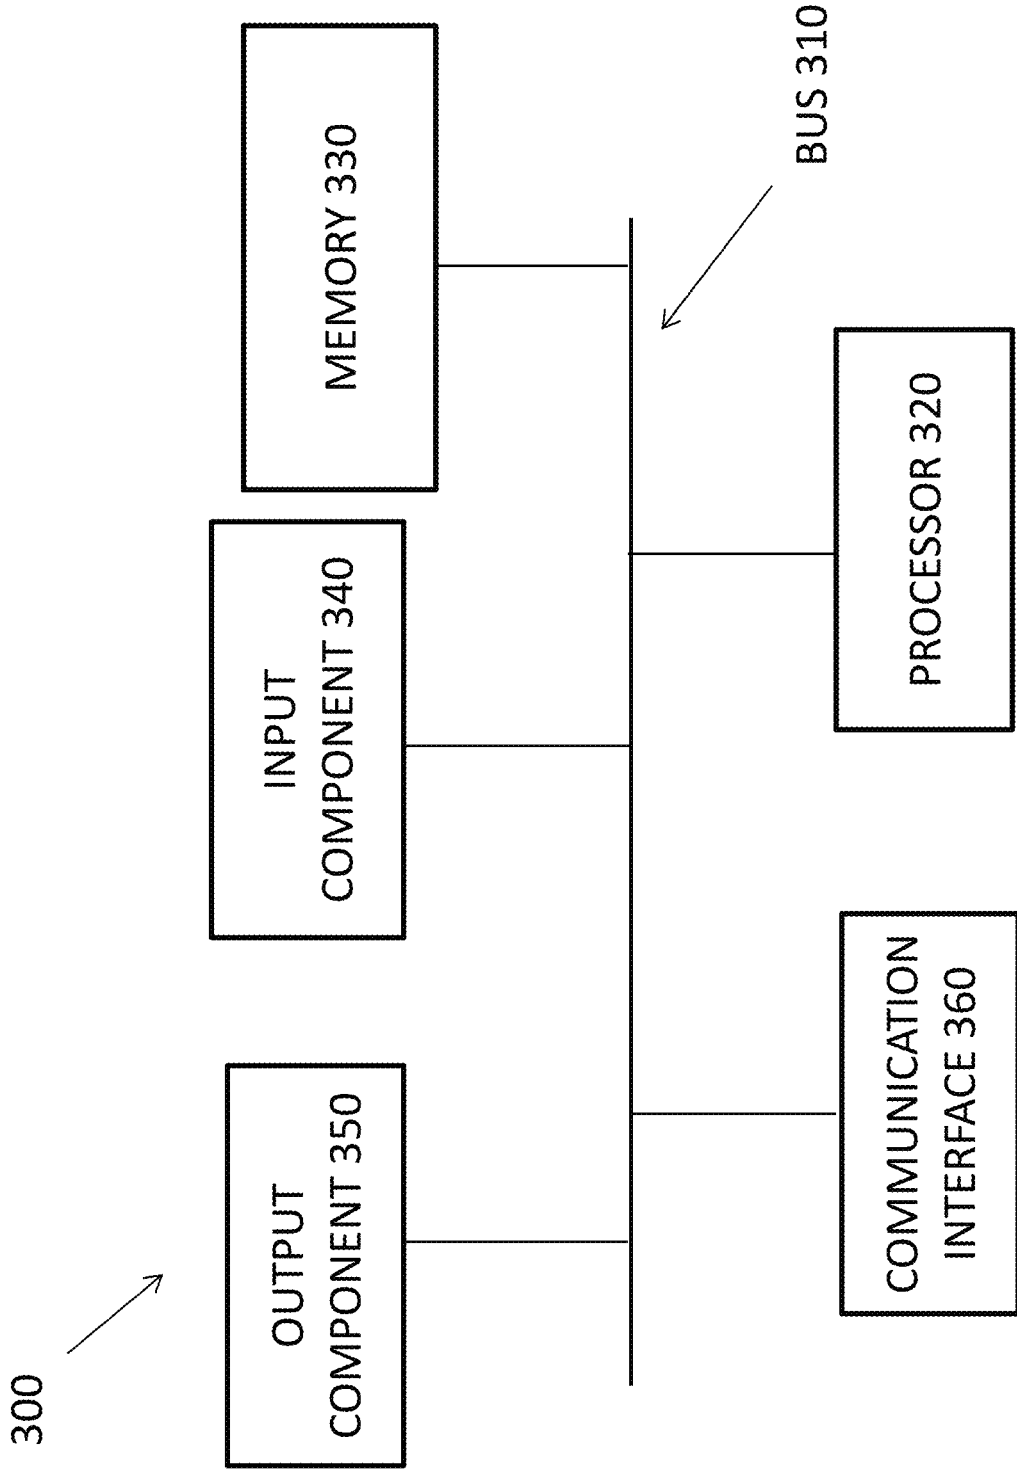 300
OUTPUT
COMPONENT 350
INPUT
COMPONENT 340
MEMORY 330
COMMUNICATION
INTERFACE 360
PROCESSOR 320
BUS 310